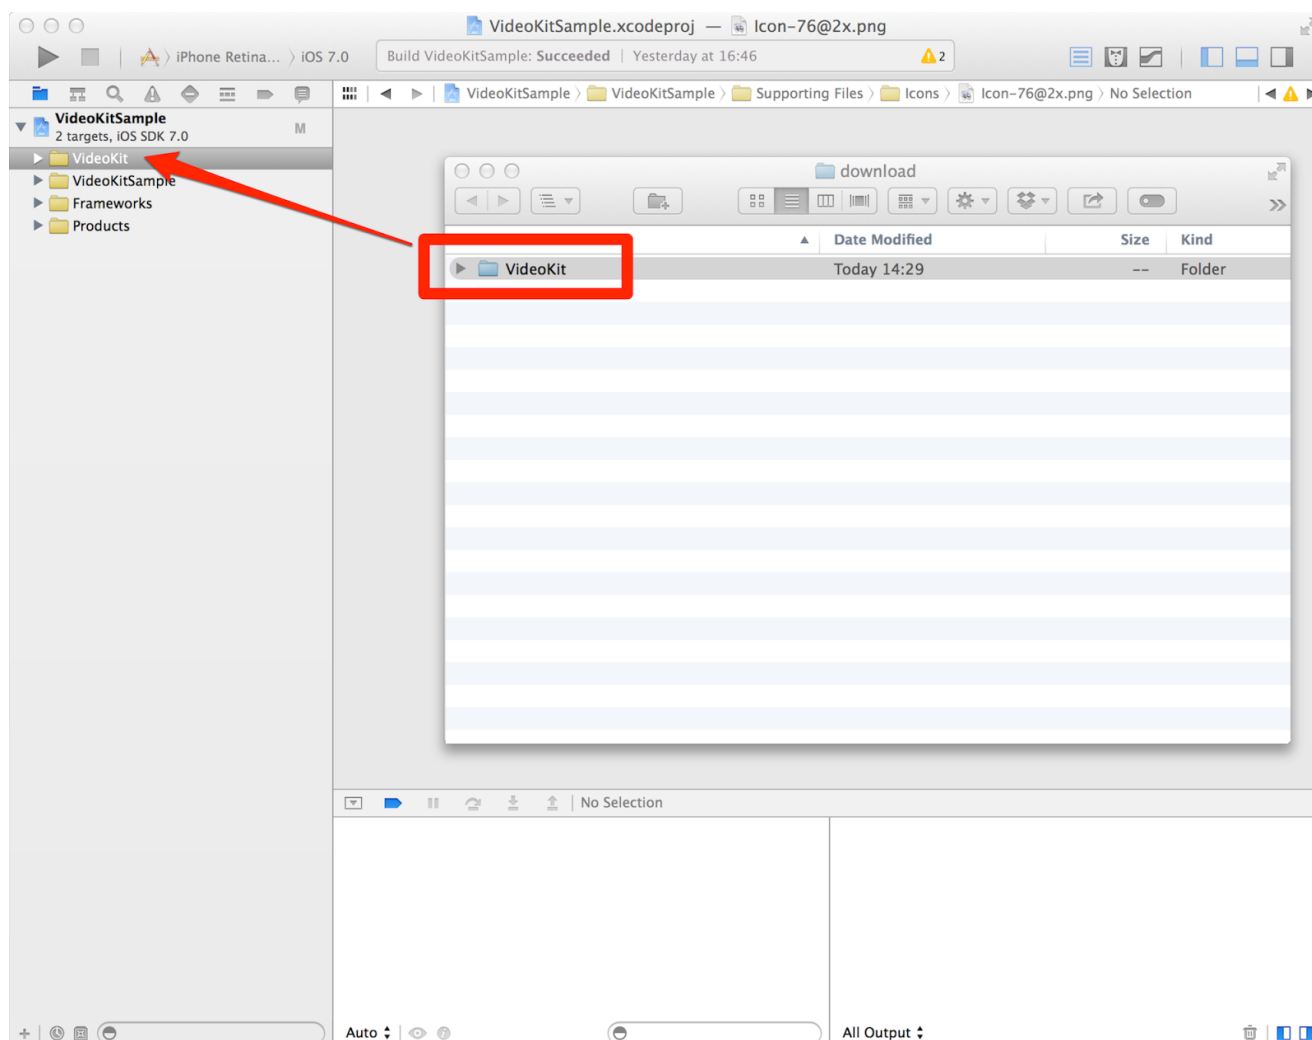 VideoKitSample.xcodeproj — Icon-76@2x.png
iPhone Retina... iOS 7.0
Build VideoKitSample: Succeeded | Yesterday at 16:46
2
VideoKitSample VideoKitSample Supporting Files Icons Icon-76@2x.png No Selection
VideoKitSample
2 targets, iOS SDK 7.0
M
VideoKit
VideoKitSample
Frameworks
Products
download
Date Modified Size Kind
VideoKit Today 14:29 -- Folder
No Selection
Auto
All Output